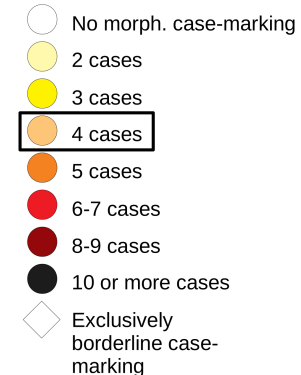 No morph. case-marking
2 cases
3 cases
4 cases
5 cases
6-7 cases
8-9 cases
10 or more cases
Exclusively
borderline case-
marking